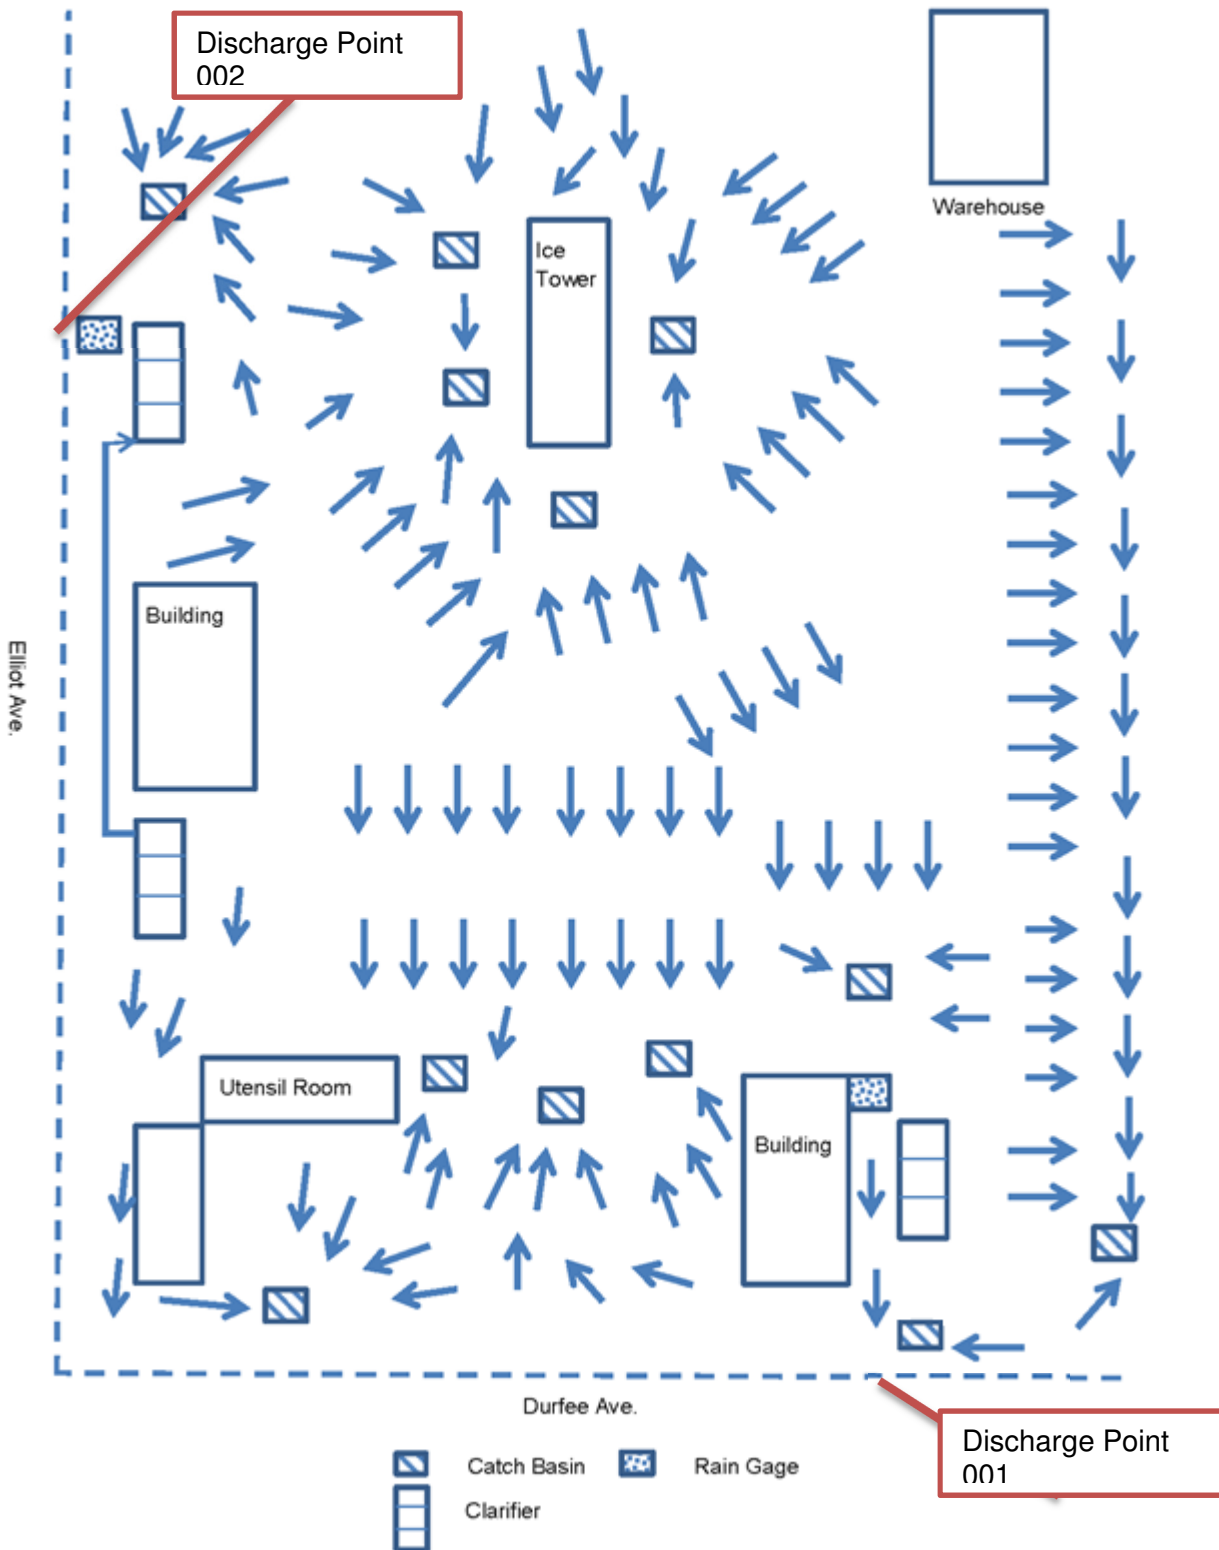 Discharge Point
002
Warehouse
Ice
Tower
Building
Elliot Ave.
Utensil Room
Building
Durfee Ave.
Catch Basin
Rain Gage
Discharge Point
001
Clarifier